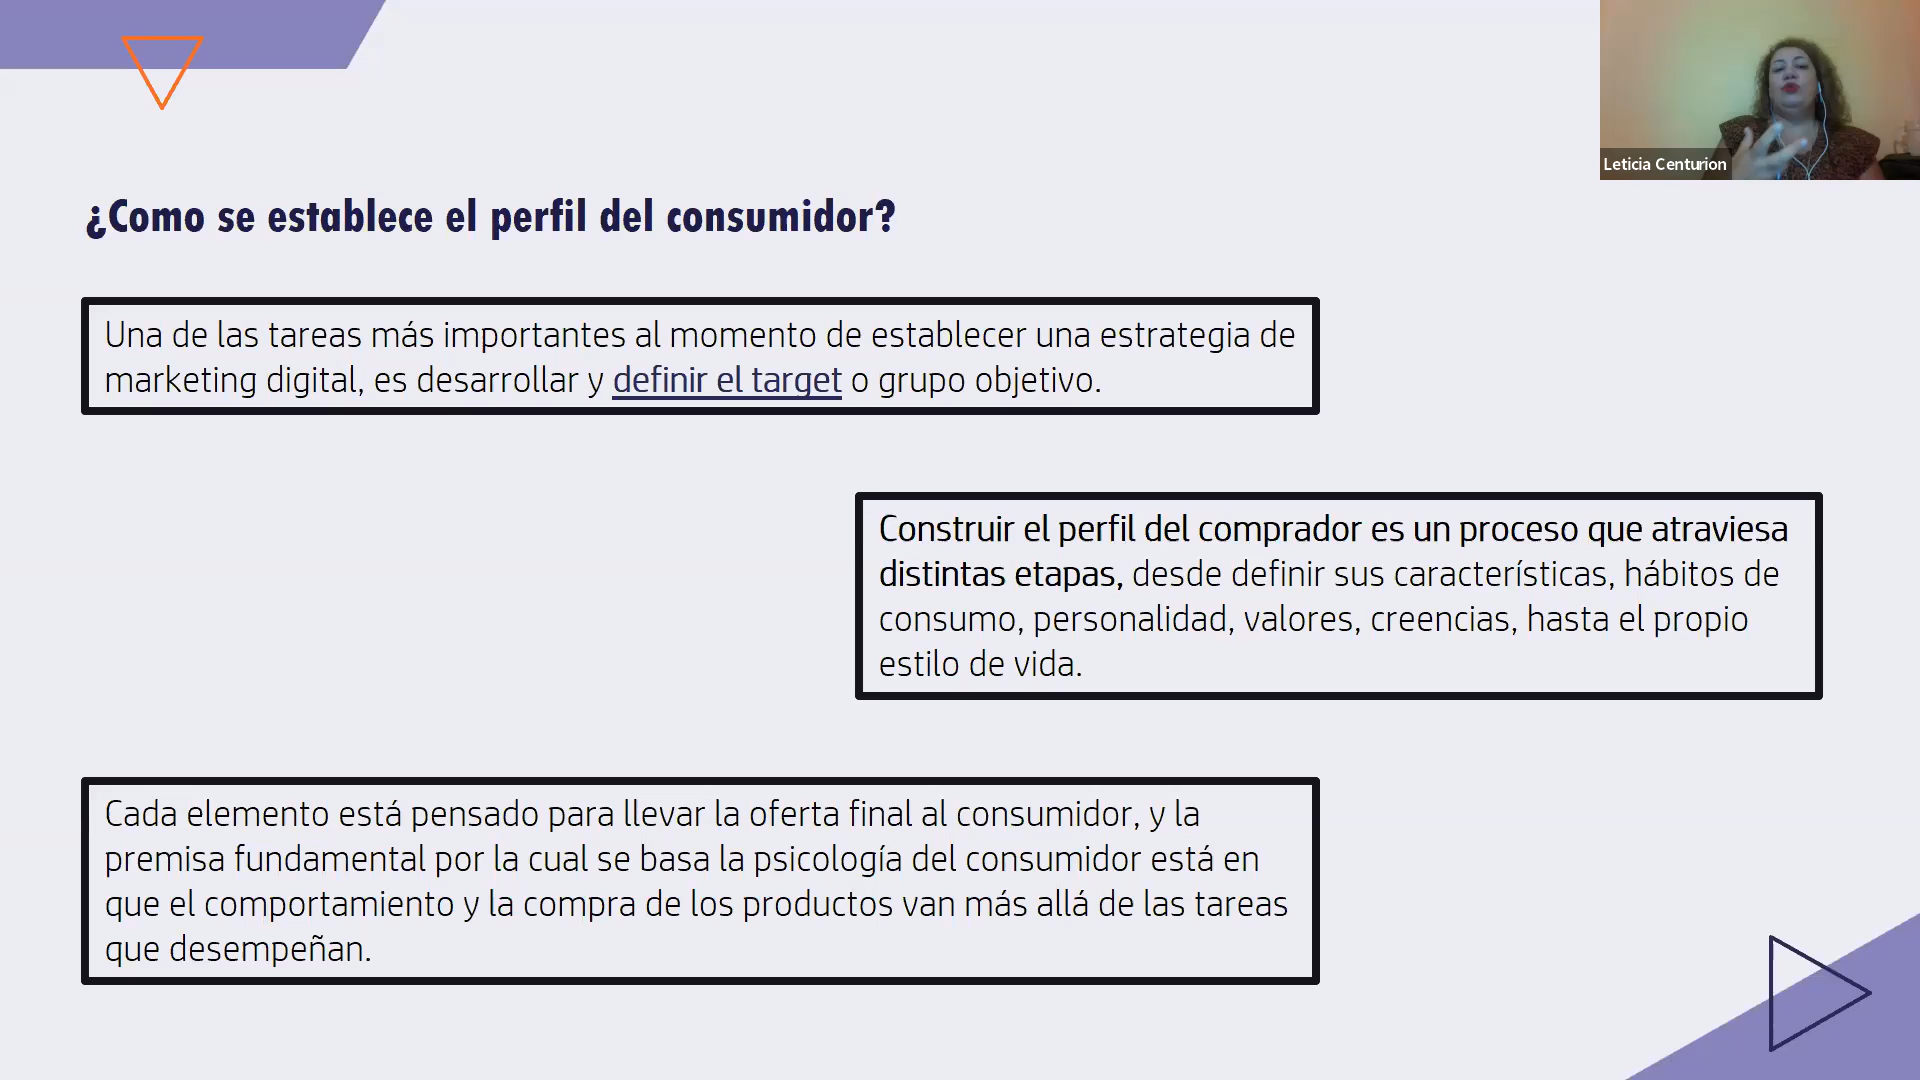 Leticia Centurion
¿Como se establece el perfil del consumidor?
Una de las tareas más importantes al momento de establecer una estrategia de
marketing digital, es desarrollar y definir el target o grupo objetivo.
Construir el perfil del comprador es un proceso que atraviesa
distintas etapas, desde definir sus características, hábitos de
consumo, personalidad, valores, creencias, hasta el propio
estilo de vida.
Cada elemento está pensado para llevar la oferta final al consumidor, y la
premisa fundamental por la cual se basa la psicología del consumidor está en
que el comportamiento y la compra de los productos van más allá de las tareas
que desempeñan.